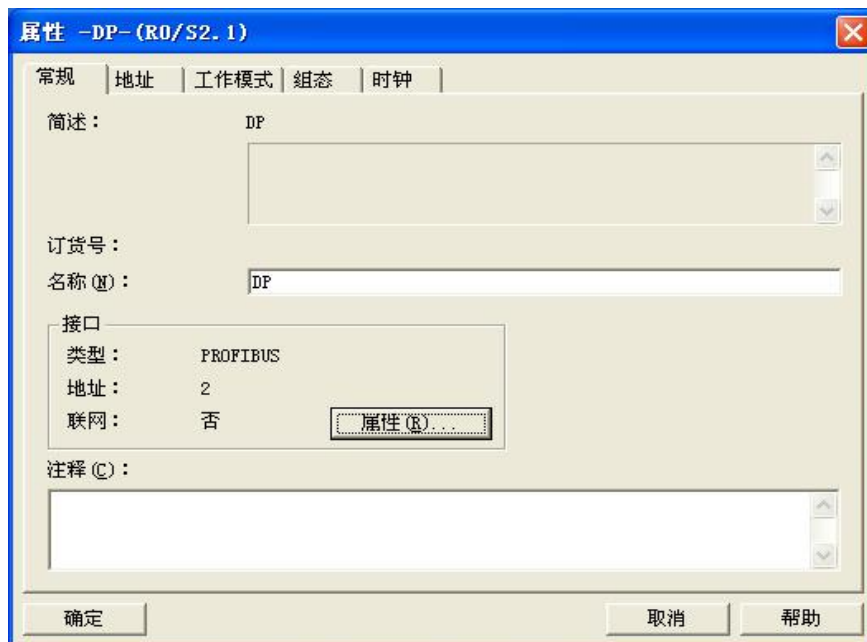 属性 -DP-(R0/S2.1)
常规 地址 工作模式 组态 时钟
简述： DP
订货号：
名称(N)： DP
接口
类型： PROFIBUS
地址： 2
联网： 否 属性(R)...
注释(C)：
确定 取消 帮助